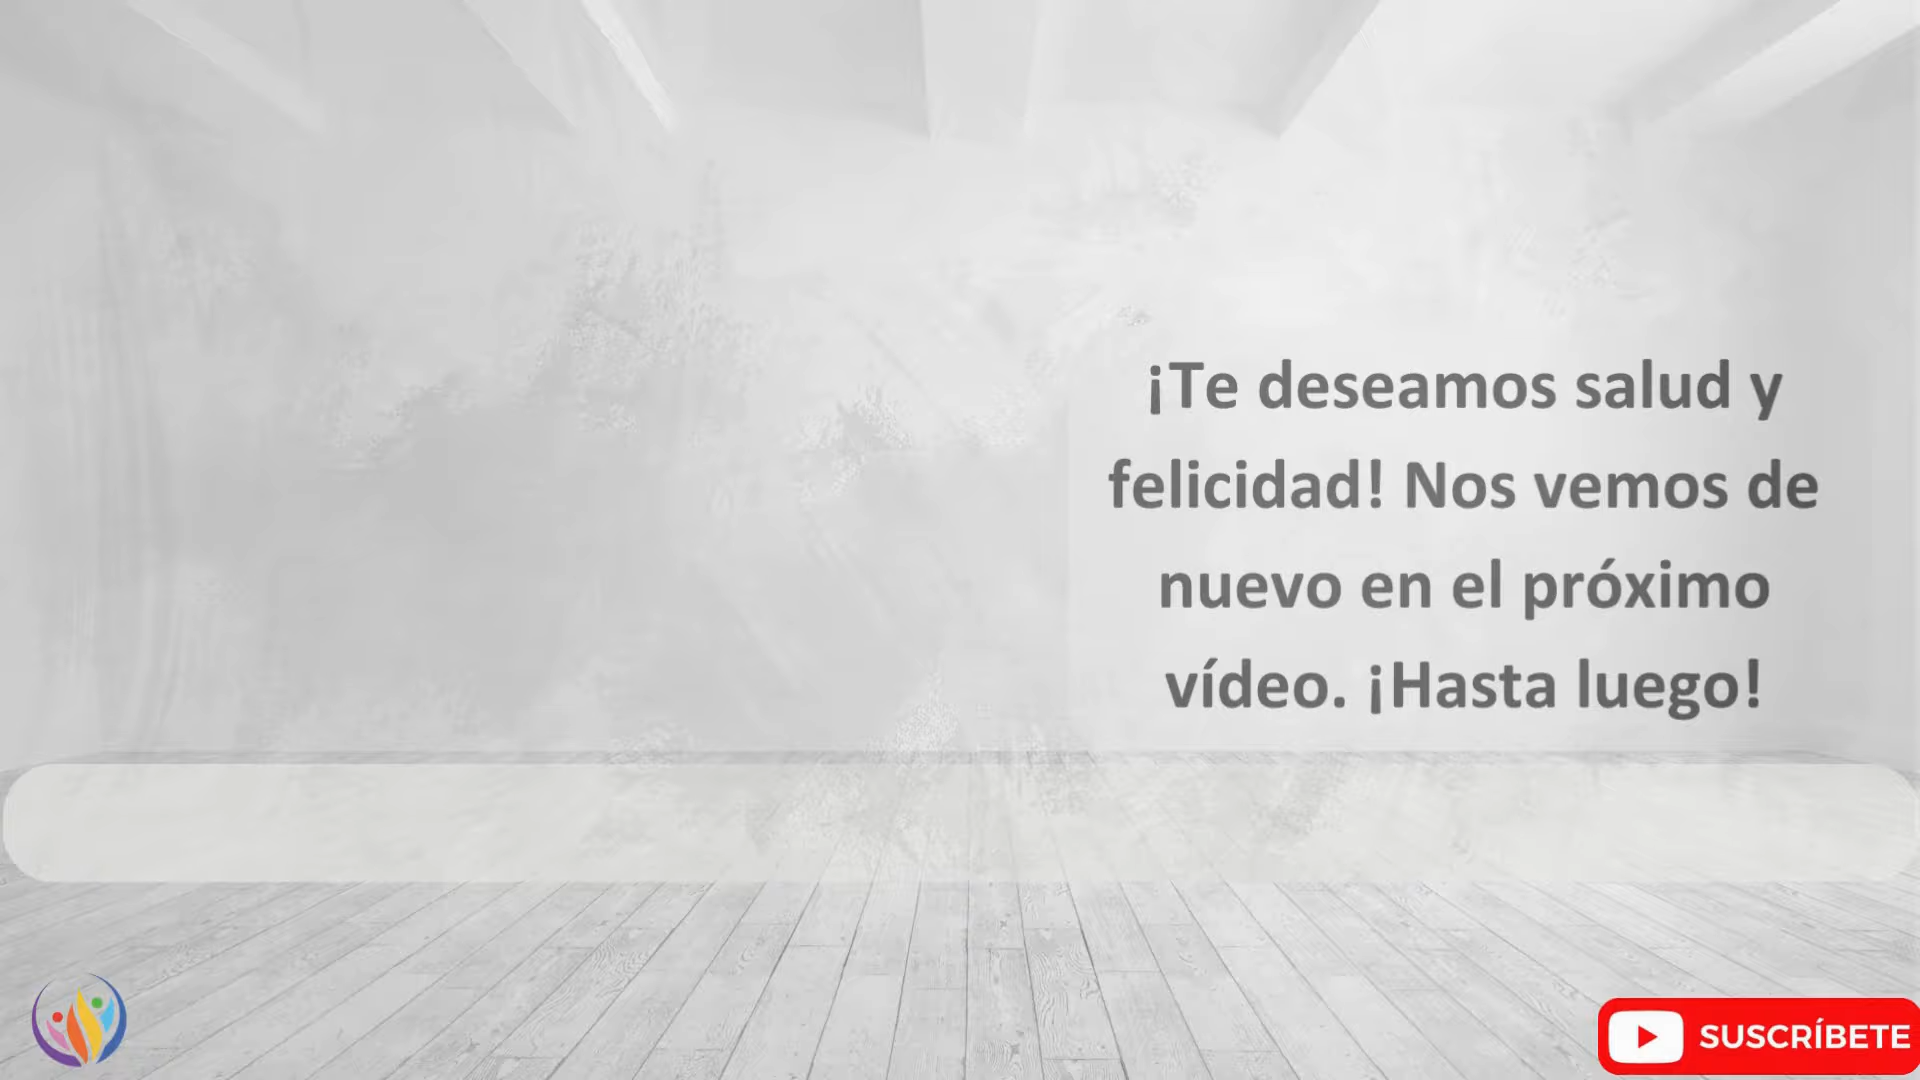 ¡Te deseamos salud y
felicidad! Nos vemos de
nuevo en el próximo
vídeo. ¡Hasta luego!
SUSCRÍBETE